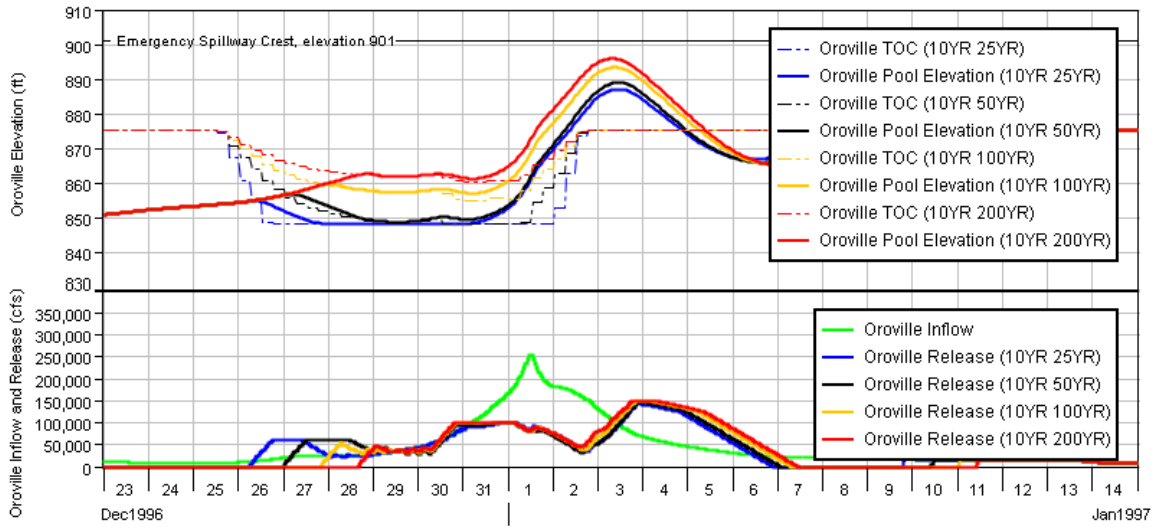 910
900
890
880
870
860
850
840
830
Oroville Elevation (ft)
Emergency Spillway Crest, elevation 901
Oroville TOC (10YR 25YR)
Oroville Pool Elevation (10YR 25YR)
Oroville TOC (10YR 50YR)
Oroville Pool Elevation (10YR 50YR)
Oroville TOC (10YR 100YR)
Oroville Pool Elevation (10YR 100YR)
Oroville TOC (10YR 200YR)
Oroville Pool Elevation (10YR 200YR)
350,000
300,000
250,000
200,000
150,000
100,000
50,000
0
Oroville Inflow and Release (cfs)
Oroville Inflow
Oroville Release (10YR 25YR)
Oroville Release (10YR 50YR)
Oroville Release (10YR 100YR)
Oroville Release (10YR 200YR)
23 24 25 26 27 28 29 30 31 1 2 3 4 5 6 7 8 9 10 11 12 13 14
Dec1996 Jan1997